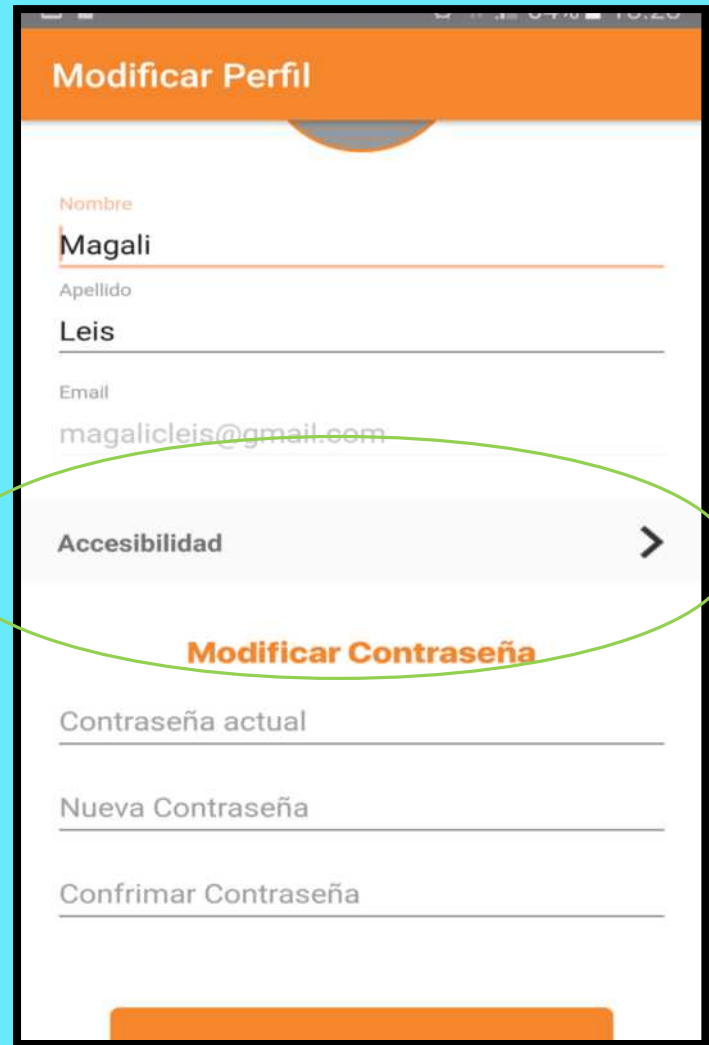 Modificar Perfil
Nombre
Magali
Apellido
Leis
Email
magalicleis@gmail.com
Accesibilidad
Modificar Contraseña
Contraseña actual
Nueva Contraseña
Confrimar Contraseña